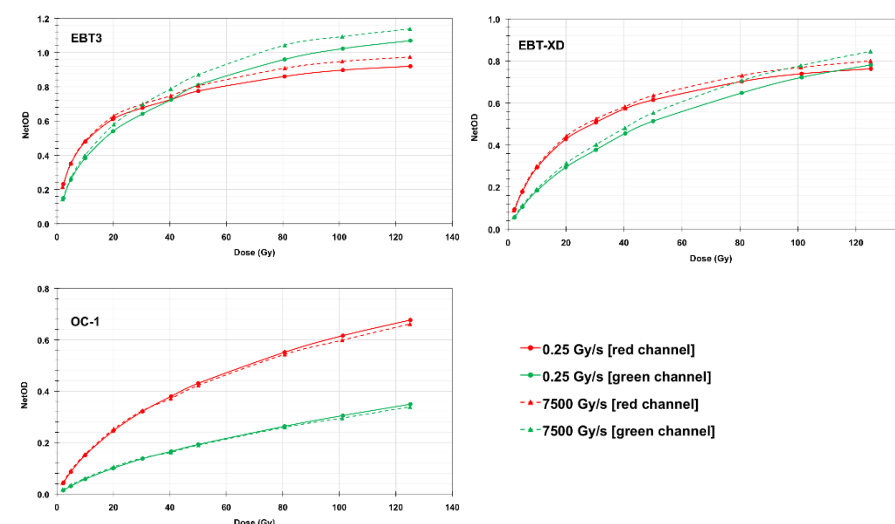 EBT3
NetOD
1.2
1.0
0.8
0.6
0.4
0.2
0.0
0 20 40 60 80 100 120 140
Dose (Gy)
EBT-XD
NetOD
1.0
0.8
0.6
0.4
0.2
0.0
0 20 40 60 80 100 120
Dose (Gy)
OC-1
NetOD
0.8
0.6
0.4
0.2
0.0
0 20 40 60 80 100 120 140
Dose (Gy)
0.25 Gy/s [red channel]
0.25 Gy/s [green channel]
7500 Gy/s [red channel]
7500 Gy/s [green channel]